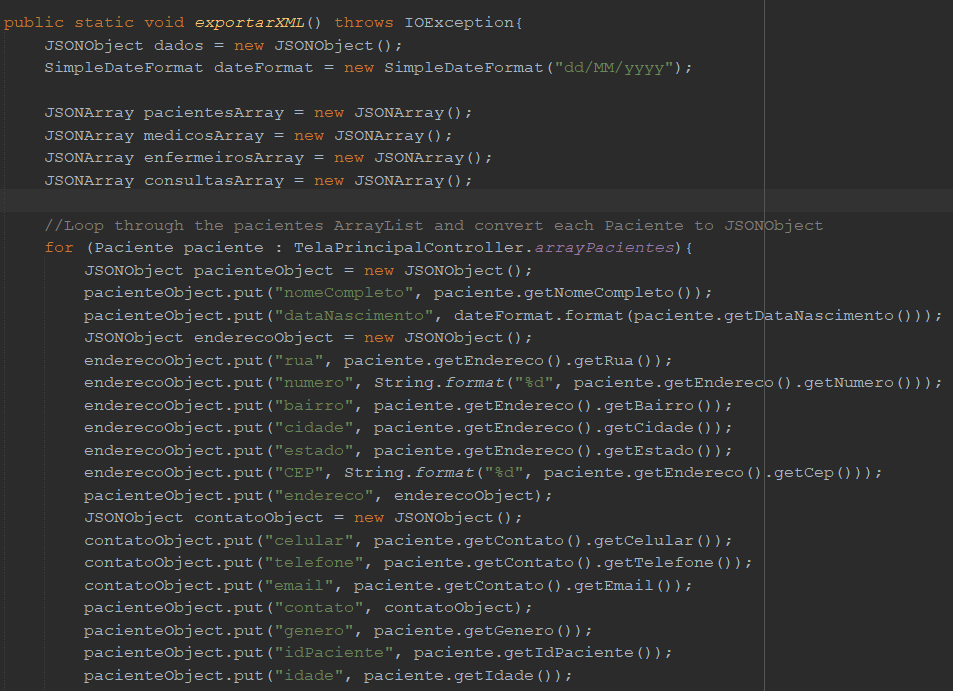 public static void exportarXML() throws IOException{
JSONObject dados = new JSONObject();
SimpleDateFormat dateFormat = new SimpleDateFormat("dd/MM/yyyy");
JSONArray pacientesArray = new JSONArray();
JSONArray medicosArray = new JSONArray();
JSONArray enfermeirosArray = new JSONArray();
JSONArray consultasArray = new JSONArray();
//Loop through the pacientes ArrayList and convert each Paciente to JSONObject
for (Paciente paciente : TelaPrincipalController.arrayPacientes){
JSONObject pacienteObject = new JSONObject();
pacienteObject.put("nomeCompleto", paciente.getNomeCompleto());
pacienteObject.put("dataNascimento", dateFormat.format(paciente.getDataNascimento()));
JSONObject enderecoObject = new JSONObject();
enderecoObject.put("rua", paciente.getEndereco().getRua());
enderecoObject.put("numero", String.format("%d", paciente.getEndereco().getNumero()));
enderecoObject.put("bairro", paciente.getEndereco().getBairro());
enderecoObject.put("cidade", paciente.getEndereco().getCidade());
enderecoObject.put("estado", paciente.getEndereco().getEstado());
enderecoObject.put("CEP", String.format("%d", paciente.getEndereco().getCep()));
pacienteObject.put("endereco", enderecoObject);
JSONObject contatoObject = new JSONObject();
contatoObject.put("celular", paciente.getContato().getCelular());
contatoObject.put("telefone", paciente.getContato().getTelefone());
contatoObject.put("email", paciente.getContato().getEmail());
pacienteObject.put("contato", contatoObject);
pacienteObject.put("genero", paciente.getGenero());
pacienteObject.put("idPaciente", paciente.getIdPaciente());
pacienteObject.put("idade", paciente.getIdade());